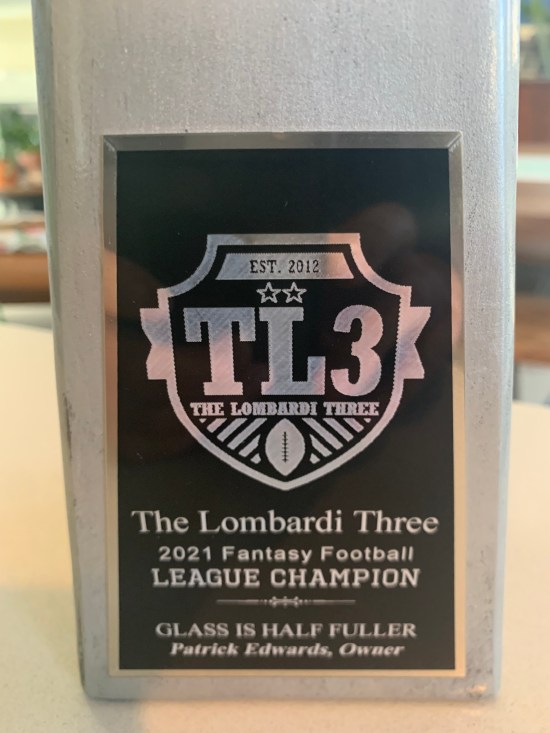 EST. 2012
TL3
THE LOMBARDI THREE
The Lombardi Three
2021 Fantasy Football
LEAGUE CHAMPION
GLASS IS HALF FULLER
Patrick Edwards, Owner